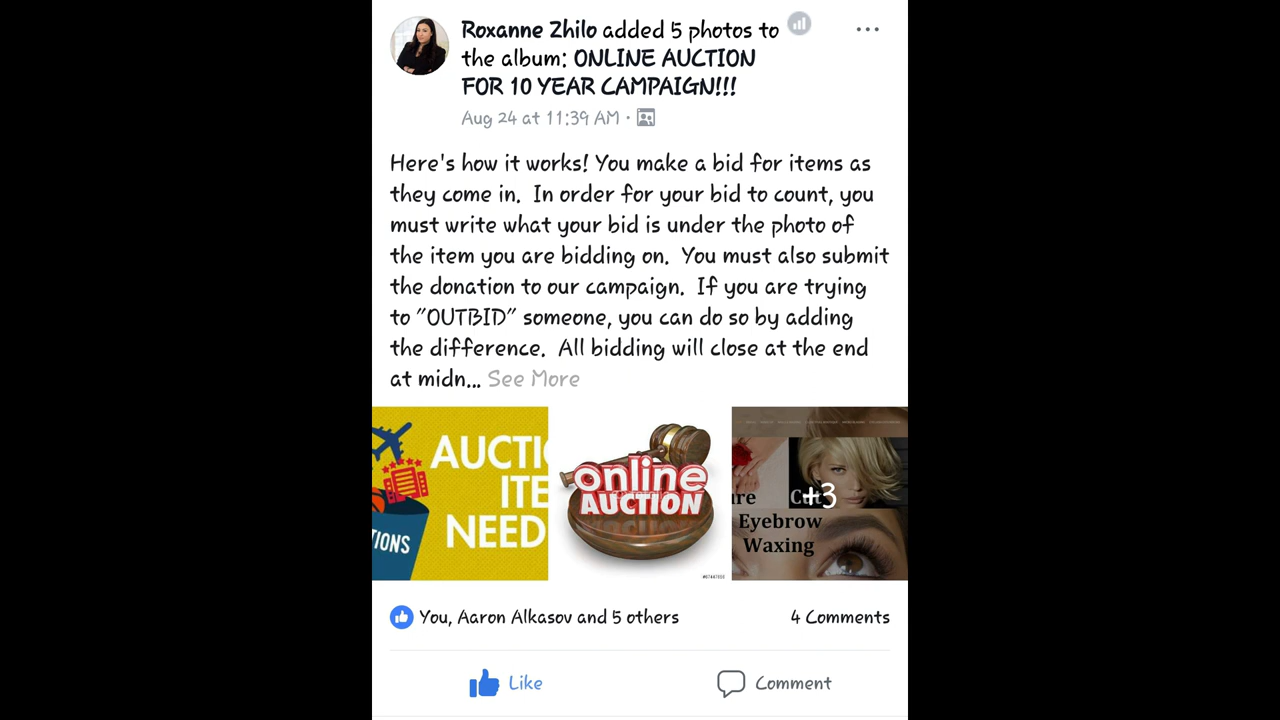 Roxanne Zhilo added 5 photos to
the album: ONLINE AUCTION
FOR 10 YEAR CAMPAIGN!!!
Aug 24 at 11:39 AM ·
Here's how it works! You make a bid for items as
they come in. In order for your bid to count, you
must write what your bid is under the photo of
the item you are bidding on. You must also submit
the donation to our campaign. If you are trying
to "OUTBID" someone, you can do so by adding
the difference. All bidding will close at the end
at midn... See More
AUCTI
ITE
NEED
IONS
online
AUCTION
+3
ure Cut
Eyebrow
Waxing
You, Aaron Alkasov and 5 others
4 Comments
Like
Comment